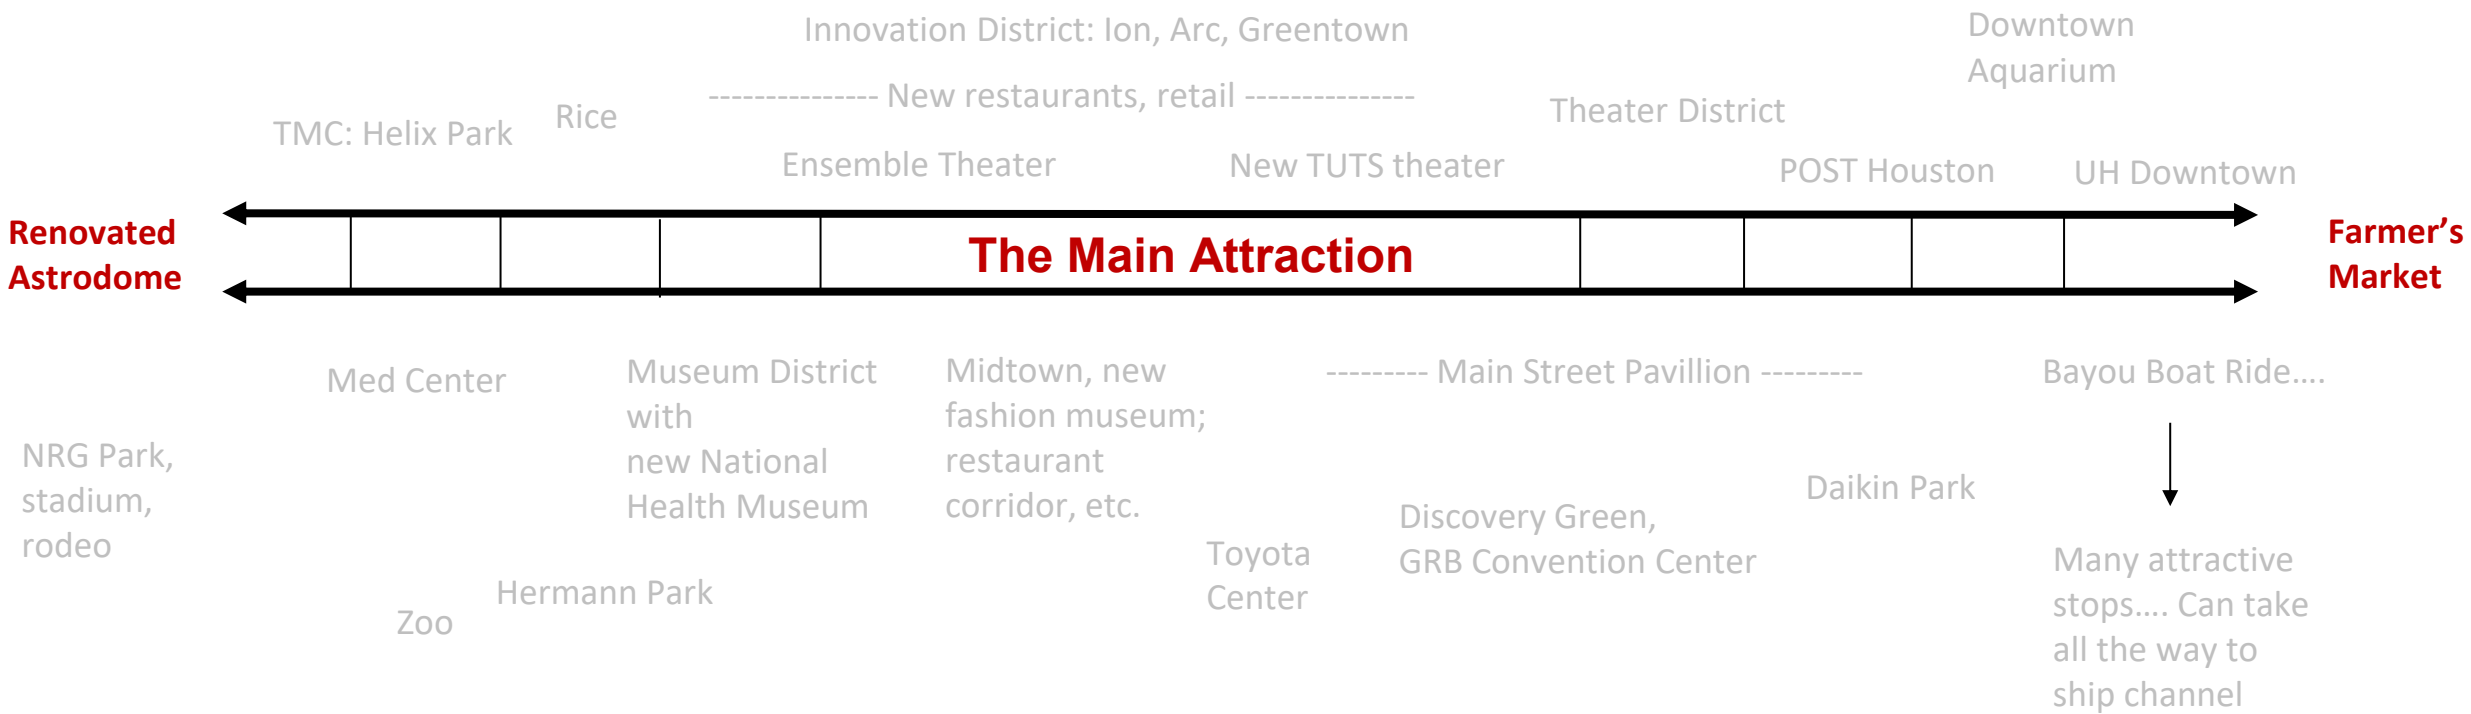 Innovation District: Ion, Arc, Greentown
Downtown
Aquarium
--------------- New restaurants, retail ---------------
TMC: Helix Park
Rice
Theater District
Ensemble Theater
New TUTS theater
POST Houston
UH Downtown
Renovated
Astrodome
The Main Attraction
Farmer’s
Market
Med Center
Museum District
with
new National
Health Museum
Midtown, new
fashion museum;
restaurant
corridor, etc.
--------- Main Street Pavillion ---------
Bayou Boat Ride....
NRG Park,
stadium,
rodeo
Zoo
Hermann Park
Toyota
Center
Discovery Green,
GRB Convention Center
Daikin Park
Many attractive
stops.... Can take
all the way to
ship channel